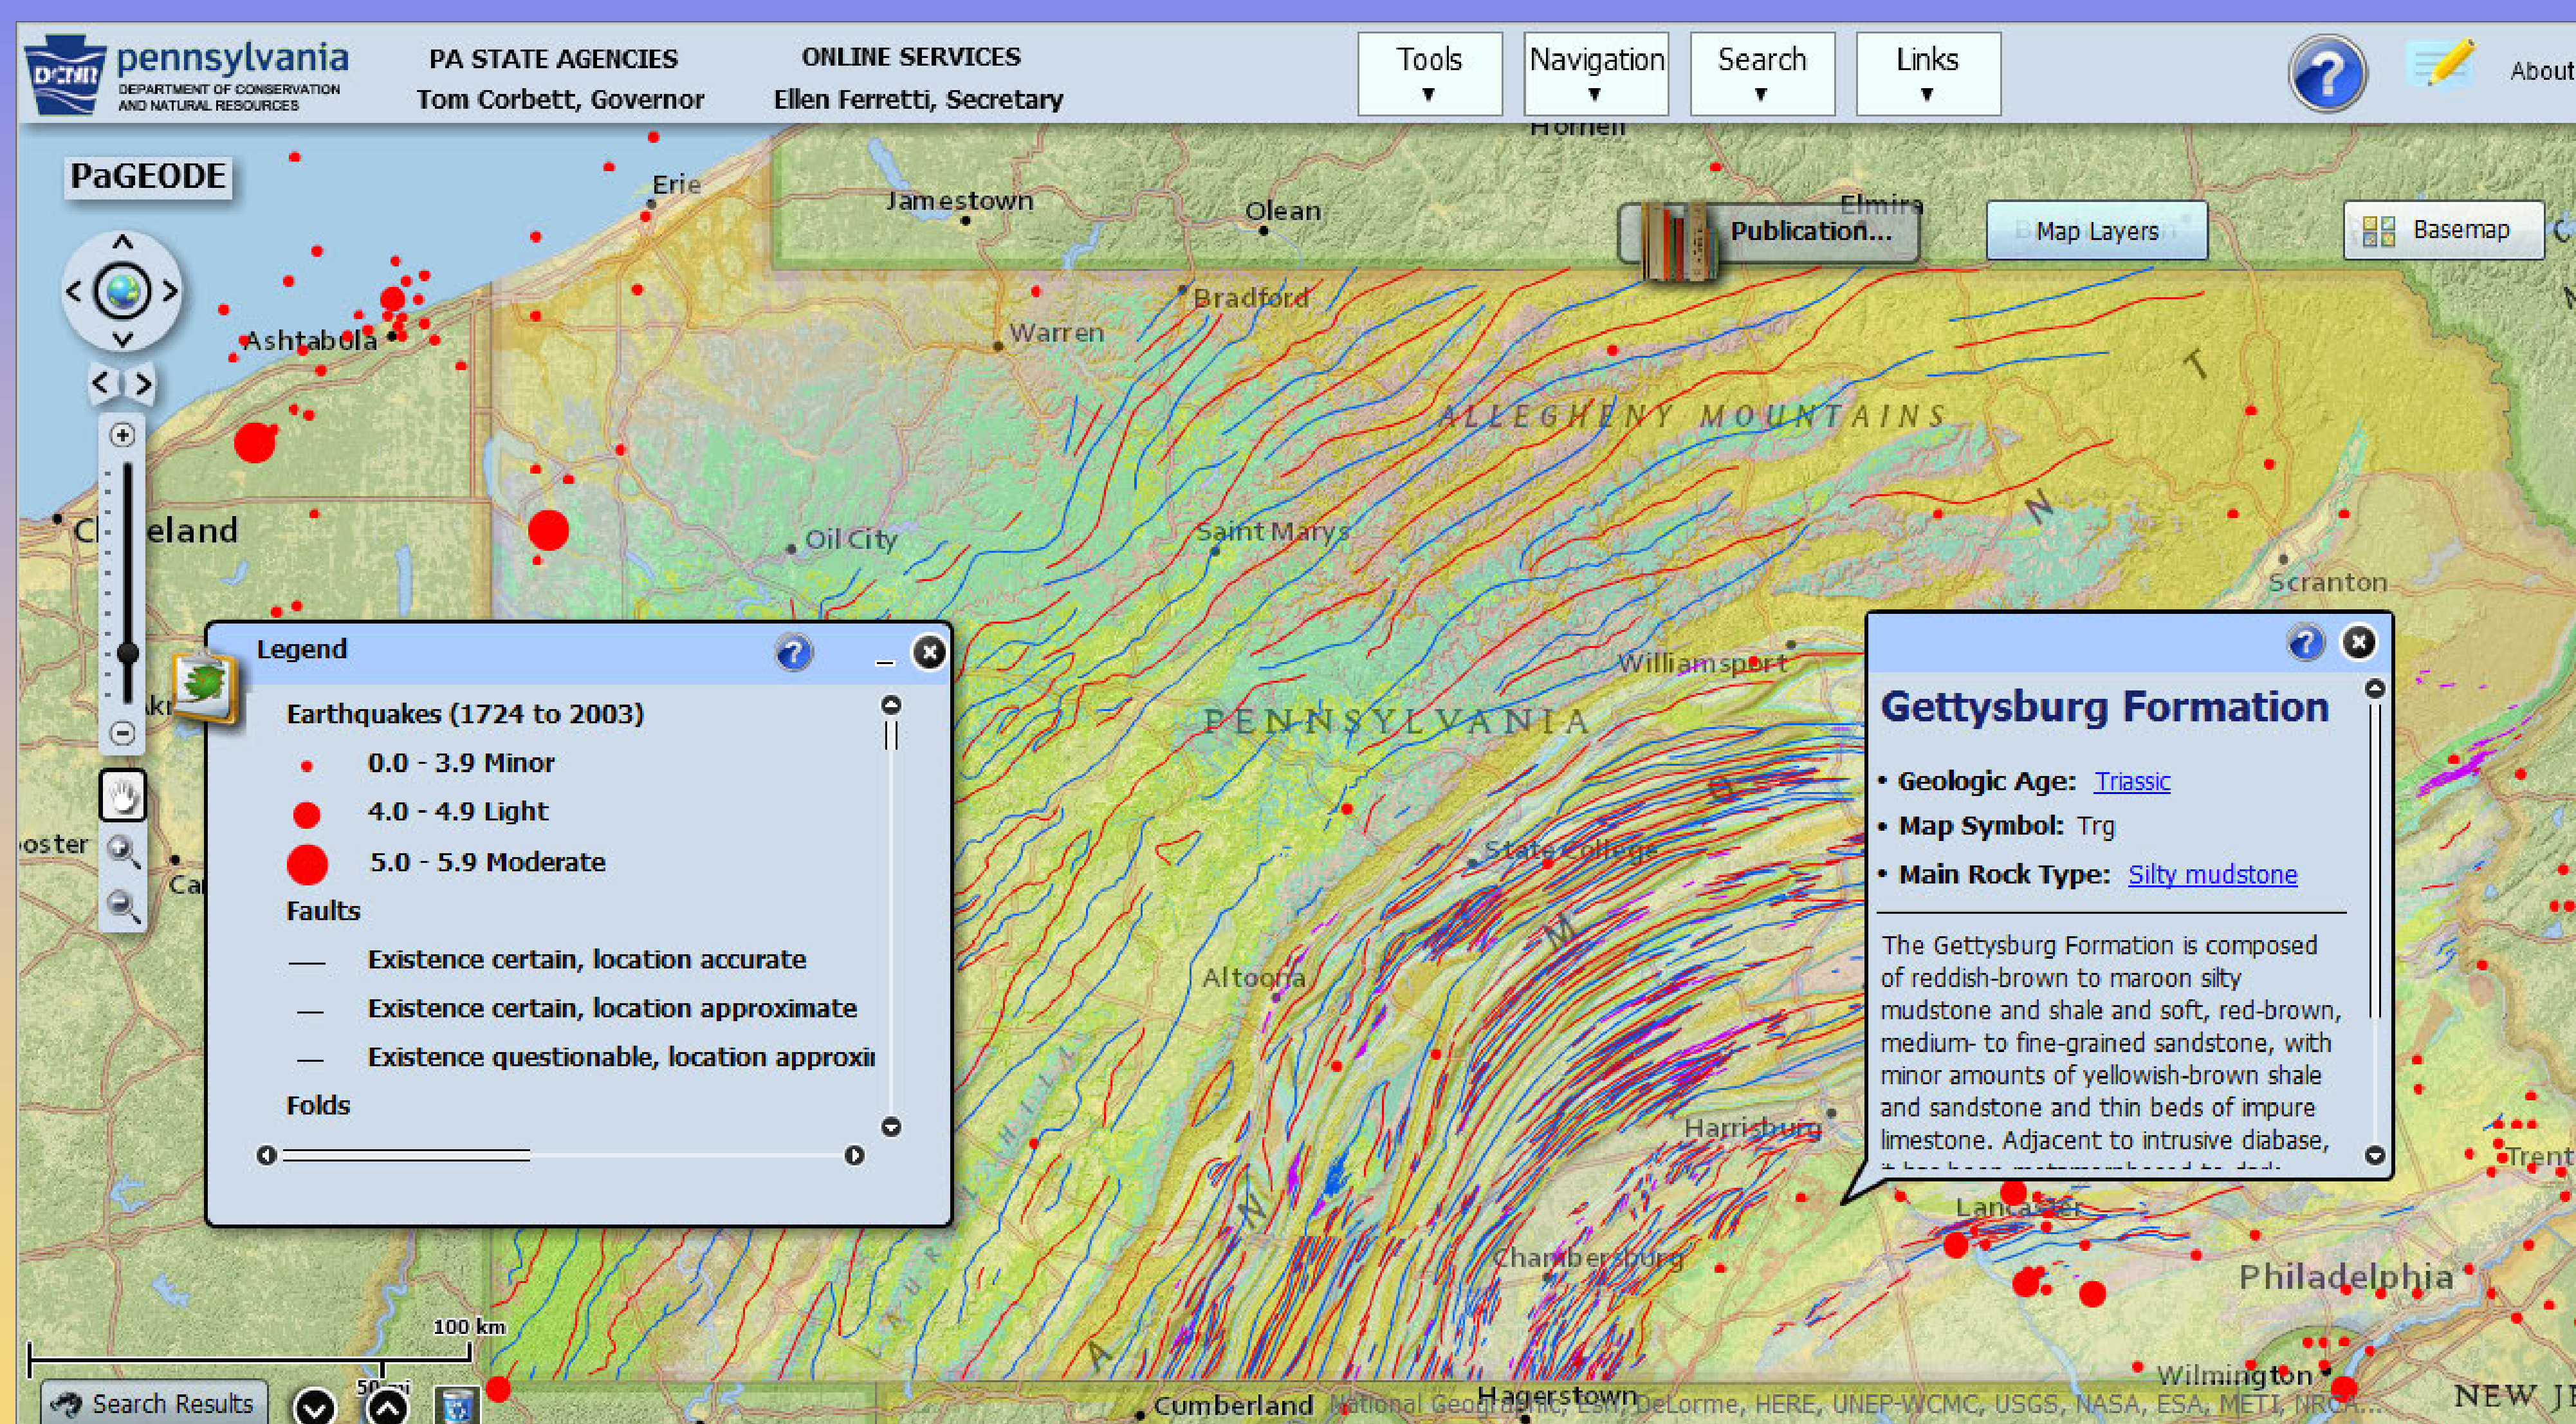 DCNR
pennsylvania
DEPARTMENT OF CONSERVATION
AND NATURAL RESOURCES
PA STATE AGENCIES
Tom Corbett, Governor
ONLINE SERVICES
Ellen Ferretti, Secretary
Tools
Navigation
Search
Links
About
PaGEODE
Hornell
Erie
Jamestown
Olean
Elmira
Publication...
Map Layers
Basemap
Bradford
Warren
Ashtabula
ALLEGHENY MOUNTAINS
Cleveland
Oil City
Saint Marys
Scranton
Williamsport
PENNSYLVANIA
State College
Altoona
Harrisburg
Chambersburg
LAUREL HILL
Legend
Earthquakes (1724 to 2003)
0.0 - 3.9 Minor
4.0 - 4.9 Light
5.0 - 5.9 Moderate
Faults
Existence certain, location accurate
Existence certain, location approximate
Existence questionable, location approxi
Folds
Gettysburg Formation
• Geologic Age: Triassic
• Map Symbol: Trg
• Main Rock Type: Silty mudstone
The Gettysburg Formation is composed
of reddish-brown to maroon silty
mudstone and shale and soft, red-brown,
medium- to fine-grained sandstone, with
minor amounts of yellowish-brown shale
and sandstone and thin beds of impure
limestone. Adjacent to intrusive diabase,
Lancaster
Trent
Philadelphia
Wilmington
NEW J
Cumberland
Hagerstown
100 km
50 mi
Search Results
National Geographic, Esri, DeLorme, HERE, UNEP-WCMC, USGS, NASA, ESA, METI, NRCA...